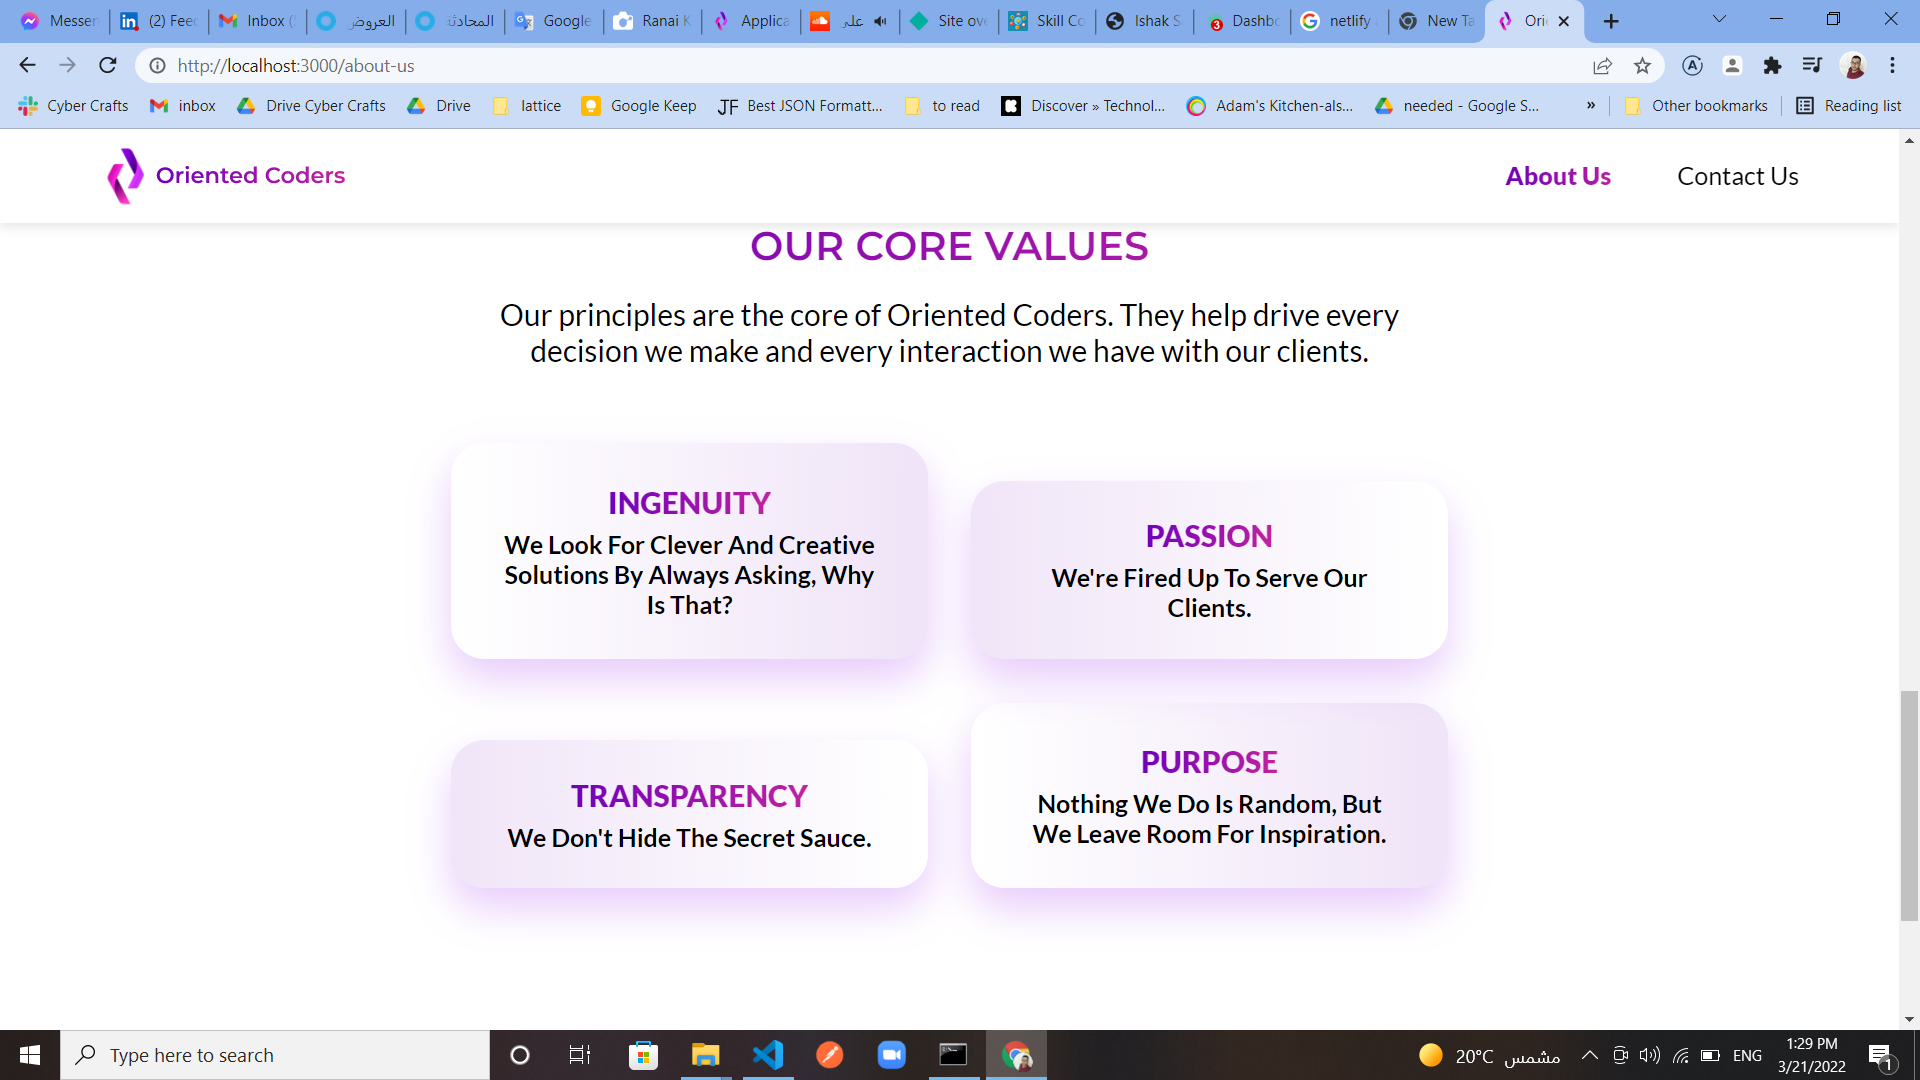 Messen
(2) Feed
Inbox (
العروض
المحادثة
Google
Ranai K
Applica
على
Site ove
Skill Co
Ishak S
Dashbo
netlify
New Ta
Orie
http://localhost:3000/about-us
Cyber Crafts
inbox
Drive Cyber Crafts
Drive
lattice
Google Keep
JF Best JSON Formatt...
to read
Discover » Technol...
Adam's Kitchen-als...
needed - Google S...
»
Other bookmarks
Reading list
Oriented Coders
About Us
Contact Us
OUR CORE VALUES
Our principles are the core of Oriented Coders. They help drive every
decision we make and every interaction we have with our clients.
INGENUITY
We Look For Clever And Creative
Solutions By Always Asking, Why
Is That?
PASSION
We're Fired Up To Serve Our
Clients.
TRANSPARENCY
We Don't Hide The Secret Sauce.
PURPOSE
Nothing We Do Is Random, But
We Leave Room For Inspiration.
Type here to search
20°C مشمس
ENG
1:29 PM
3/21/2022
1